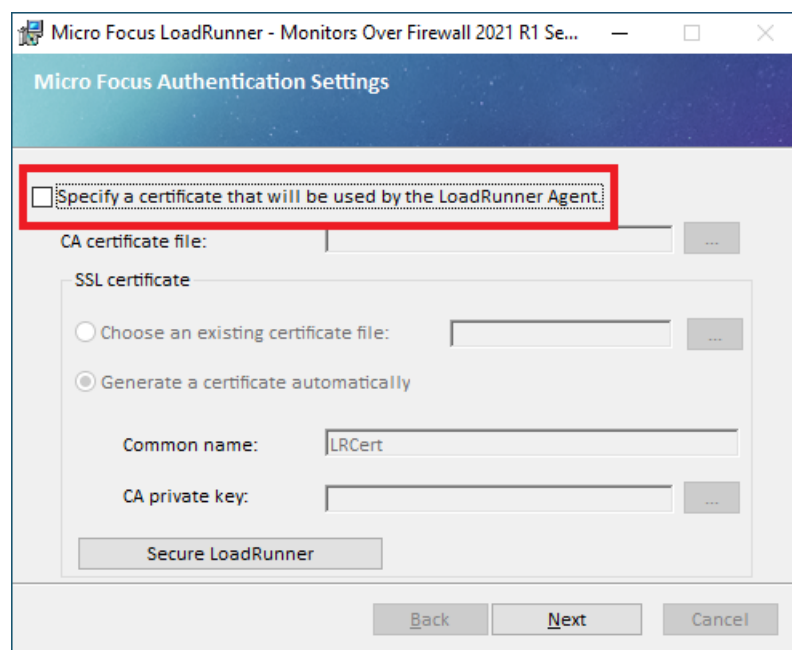 Micro Focus LoadRunner - Monitors Over Firewall 2021 R1 Se...
Micro Focus Authentication Settings
Specify a certificate that will be used by the LoadRunner Agent.
CA certificate file:
...
SSL certificate
Choose an existing certificate file:
...
Generate a certificate automatically
Common name:
LRCert
CA private key:
...
Secure LoadRunner
Back
Next
Cancel